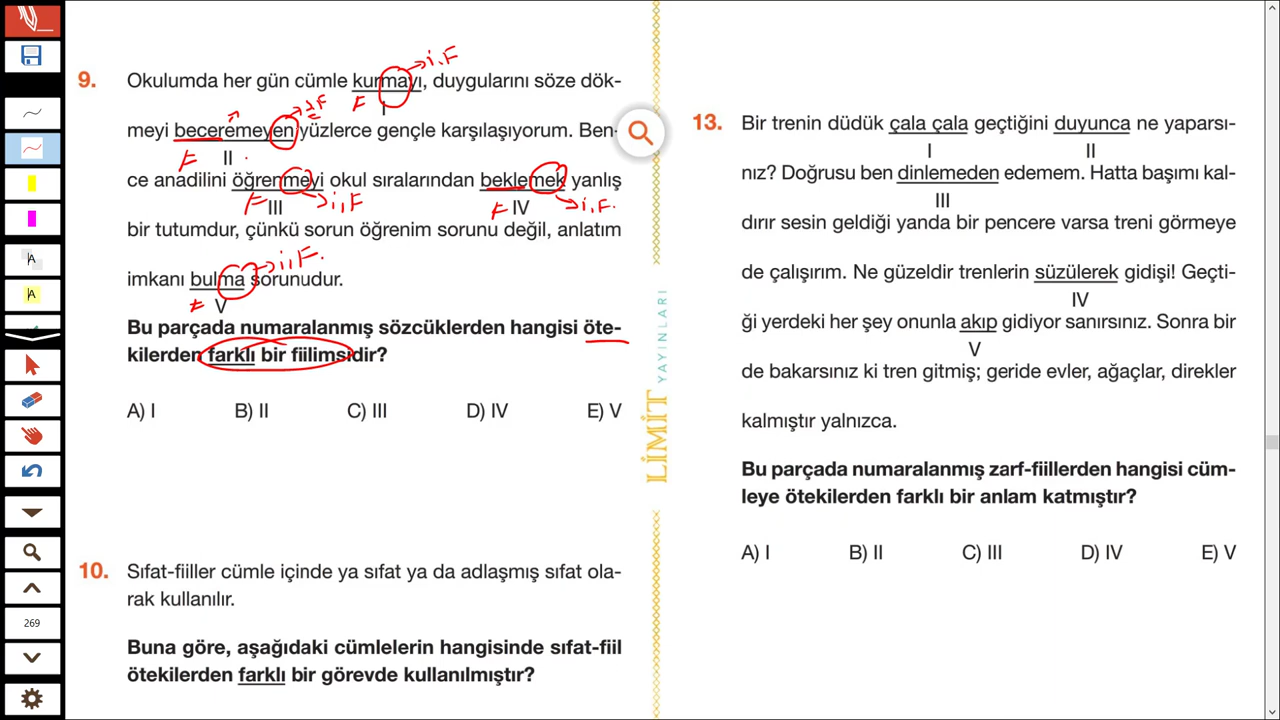 9. Okulumda her gün cümle kurmayı, duygularını söze dök-
I
meyi beceremeyen yüzlerce gençle karşılaşıyorum. Ben-
II
ce anadilini öğrenmeyi okul sıralarından beklemek yanlış
III IV
bir tutumdur, çünkü sorun öğrenim sorunu değil, anlatım
imkanı bulma sorunudur.
V
Bu parçada numaralanmış sözcüklerden hangisi öte-
kilerden farklı bir fiilimsidir?
A) I B) II C) III D) IV E) V
i.F
F
F
F
i.F
F
i.F.
i.F.
10. Sıfat-fiiller cümle içinde ya sıfat ya da adlaşmış sıfat ola-
rak kullanılır.
Buna göre, aşağıdaki cümlelerin hangisinde sıfat-fiil
ötekilerden farklı bir görevde kullanılmıştır?
LİMİT YAYINLARI
13. Bir trenin düdük çala çala geçtiğini duyunca ne yaparsı-
I II
nız? Doğrusu ben dinlemeden edemem. Hatta başımı kal-
III
dırır sesin geldiği yanda bir pencere varsa treni görmeye
de çalışırım. Ne güzeldir trenlerin süzülerek gidişi! Geçti-
IV
ği yerdeki her şey onunla akıp gidiyor sanırsınız. Sonra bir
V
de bakarsınız ki tren gitmiş; geride evler, ağaçlar, direkler
kalmıştır yalnızca.
Bu parçada numaralanmış zarf-fiillerden hangisi cüm-
leye ötekilerden farklı bir anlam katmıştır?
A) I B) II C) III D) IV E) V
A
A
269